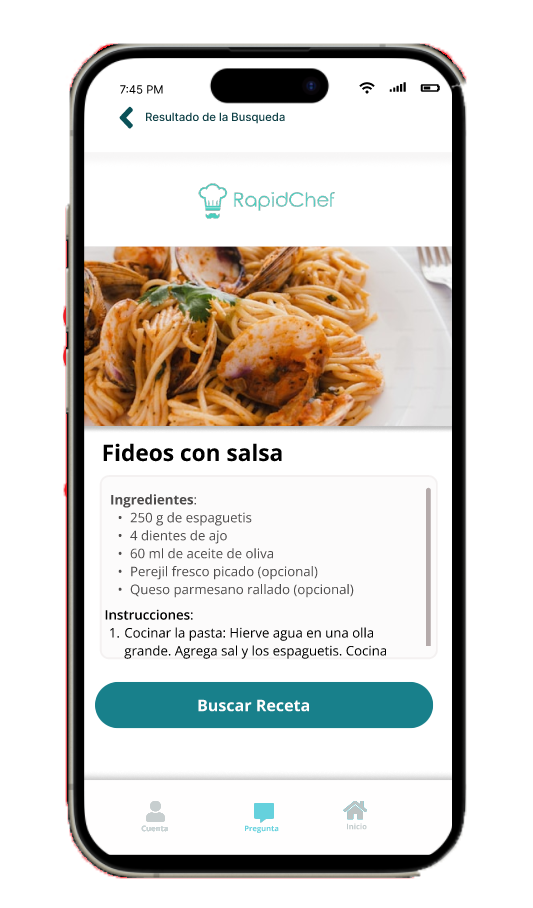 7:45 PM
Resultado de la Busqueda
RapidChef
Fideos con salsa
Ingredientes:
• 250 g de espaguetis
• 4 dientes de ajo
• 60 ml de aceite de oliva
• Perejil fresco picado (opcional)
• Queso parmesano rallado (opcional)
Instrucciones:
1. Cocinar la pasta: Hierve agua en una olla
grande. Agrega sal y los espaguetis. Cocina
Buscar Receta
Cuenta
Pregunta
Inicio